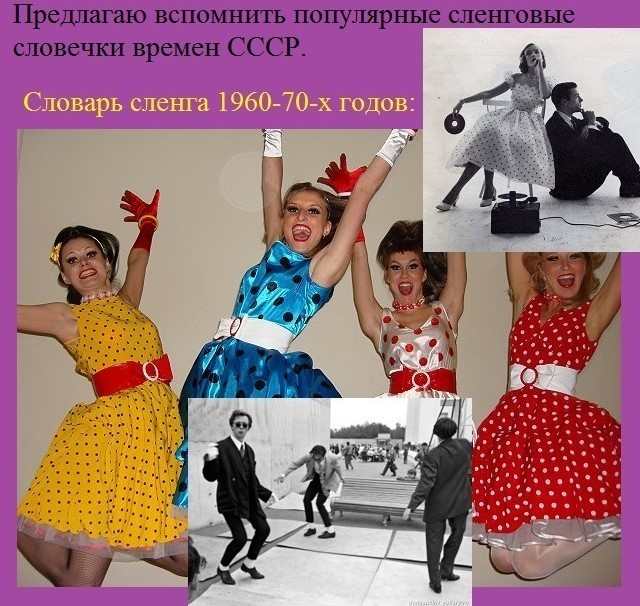 Предлагаю вспомнить популярные сленговые
словечки времен СССР.
Словарь сленга 1960-70-х годов: